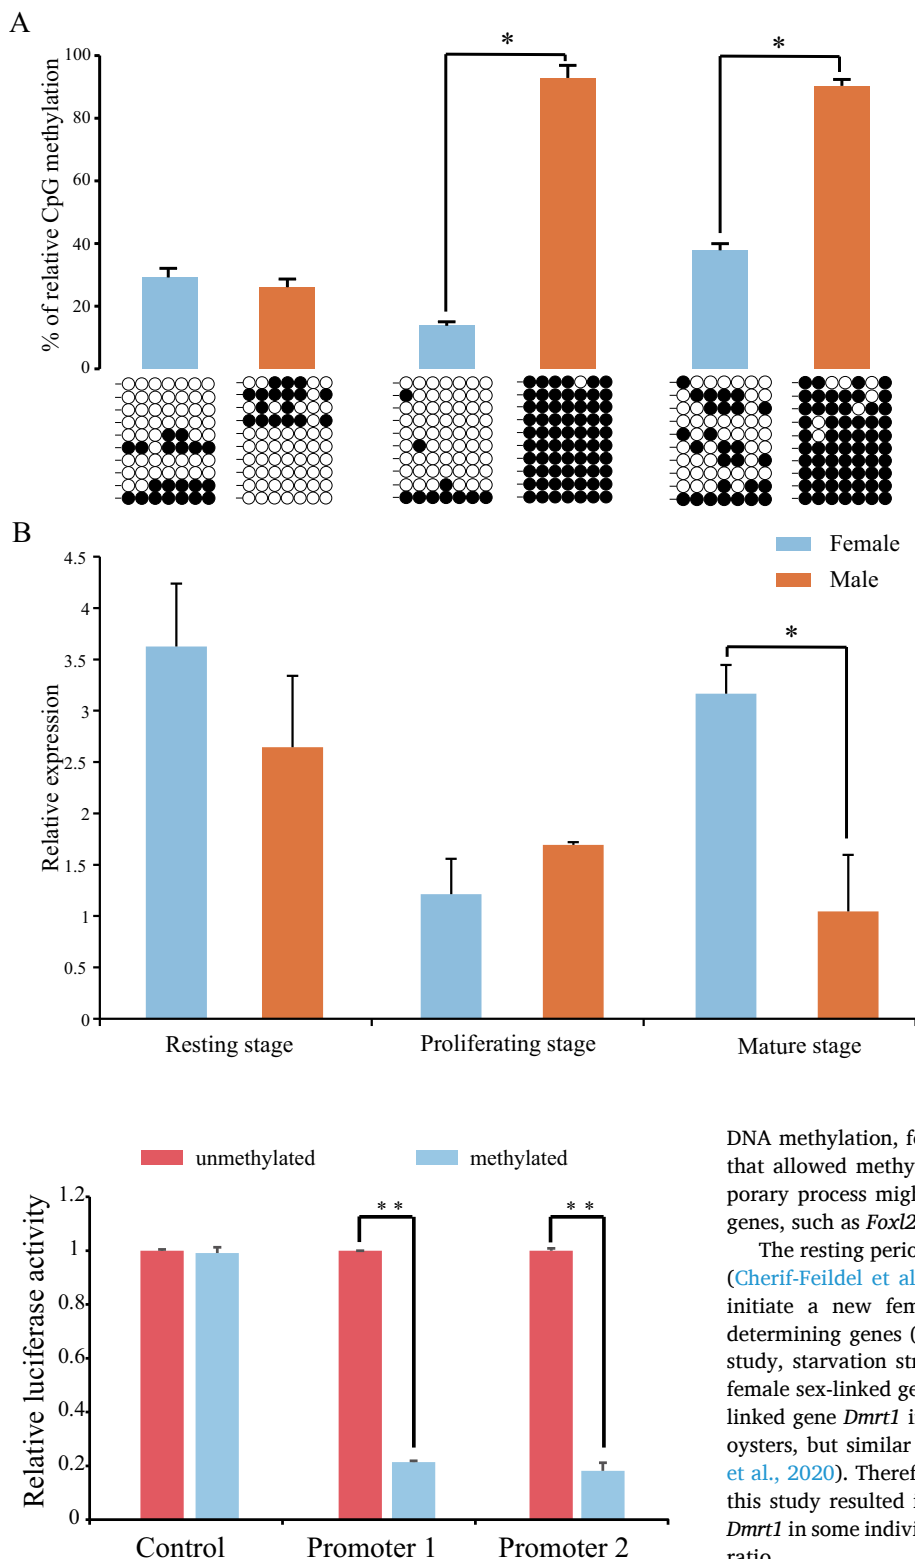 A
% of relative CpG methylation
100
80
60
40
20
0
*
*
B
Female
Male
Relative expression
4.5
4
3.5
3
2.5
2
1.5
1
0.5
0
*
Resting stage
Proliferating stage
Mature stage
unmethylated
methylated
Relative luciferase activity
1.2
1
0.8
0.6
0.4
0.2
0
* *
* *
Control
Promoter 1
Promoter 2
DNA methylation, fo
that allowed methy
porary process migh
genes, such as Foxl2
The resting perio
(Cherif-Feildel et al
initiate a new fem
determining genes (
study, starvation str
female sex-linked ge
linked gene Dmrt1 i
oysters, but similar
et al., 2020). Theref
this study resulted i
Dmrt1 in some indivi
ratio.